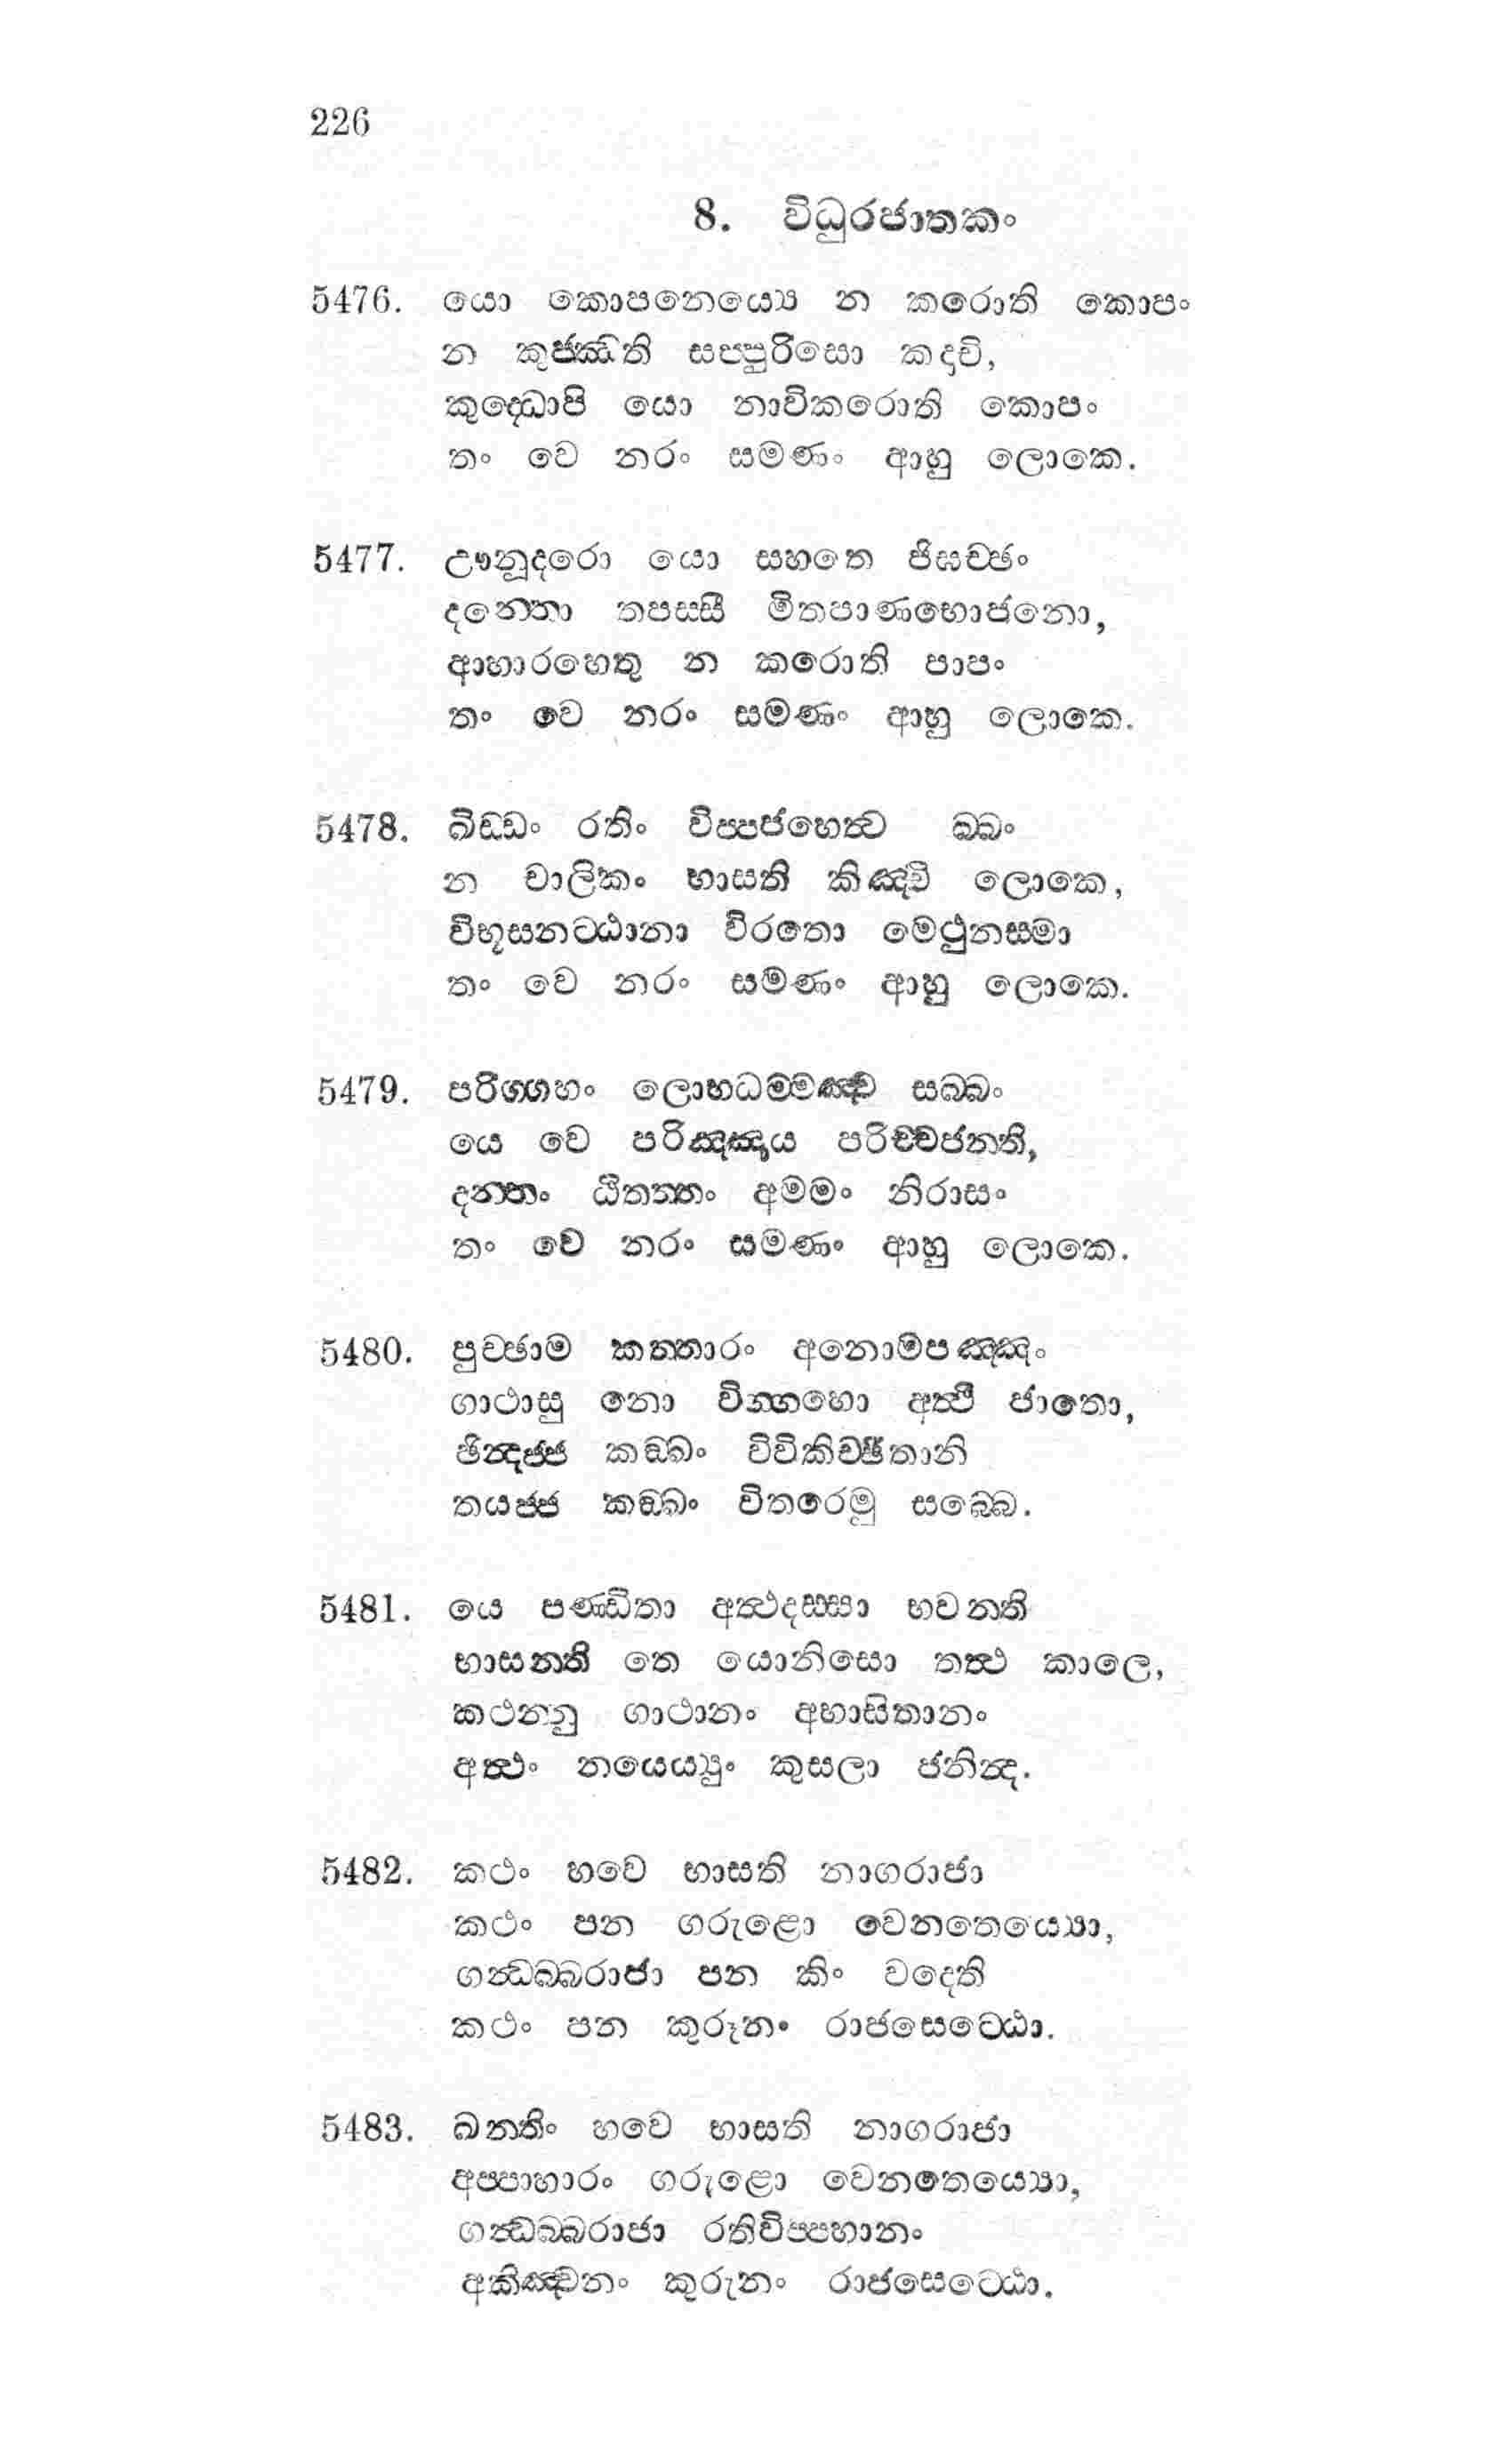 226
8. විධුරජාතකං
5476. යො කොපනෙය්‍යෙ න කරොති කොපං
න කුජ්ඣති සප්පුරිසො කදාචි,
කුද්ධොපි යො නාවිකරොති කොපං
තං වෙ නරං සමණං ආහු ලොකෙ.
5477. ඌනූදරො යො සහතෙ ජිඝච්ඡං
දන්තො තපස්සී මිතපාණභොජනො,
ආහාරහෙතු න කරොති පාපං
තං වෙ නරං සමණං ආහු ලොකෙ.
5478. ඛිඩ්ඩං රතිං විප්පජහෙත්‍ව බ්බං
න චාලිකං භාසති කිඤ්චි ලොකෙ,
විභූසනට්ඨානා විරතො මෙථුනස්මා
තං වෙ නරං සමණං ආහු ලොකෙ.
5479. පරිග්ගහං ලොභධම්මඤ්ච සබ්බං
යෙ වෙ පරිඤ්ඤාය පරිච්චජන්ති,
දන්තං ඨිතත්තං අමමං නිරාසං
තං වෙ නරං සමණං ආහු ලොකෙ.
5480. පුච්ඡාම කත්තාරං අනොමපඤ්ඤං
ගාථාසු නො විග්ගහො අත්ථි ජාතො,
ඡින්දජ්ජ කඞ්ඛං විචිකිච්ඡිතානි
තයජ්ජ කඞ්ඛං විතරෙමු සබ්බෙ.
5481. යෙ පණ්ඩිතා අත්ථදස්සා භවන්ති
භාසන්ති තෙ යොනිසො තත්ථ කාලෙ,
කථන්නු ගාථානං අභාසිතානං
අත්ථං නයෙය්‍යුං කුසලා ජනින්ද.
5482. කථං හවෙ භාසති නාගරාජා
කථං පන ගරුළො වෙනතෙය්‍යො,
ගන්ධබ්බරාජා පන කිං වදෙති
කථං පන කුරූනං රාජසෙට්ඨො.
5483. ඛන්තිං හවෙ භාසති නාගරාජා
අප්පාහාරං ගරුළො වෙනතෙය්‍යො,
ගන්ධබ්බරාජා රතිවිප්පහානං
අකිඤ්චනං කුරුනං රාජසෙට්ඨො.